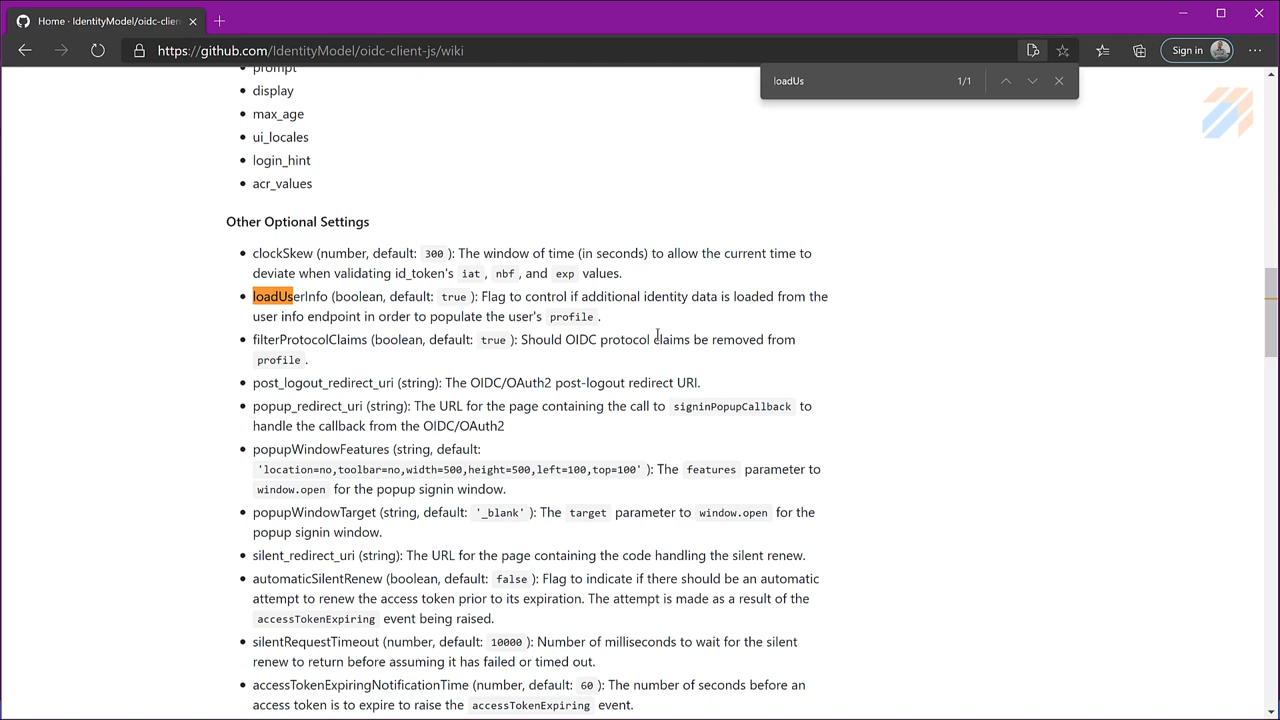 Home · IdentityModel/oidc-clien
https://github.com/IdentityModel/oidc-client-js/wiki
Sign in
loadUs
1/1
prompt
display
max_age
ui_locales
login_hint
acr_values
Other Optional Settings
clockSkew (number, default: 300 ): The window of time (in seconds) to allow the current time to
deviate when validating id_token's iat , nbf , and exp values.
loadUserInfo (boolean, default: true ): Flag to control if additional identity data is loaded from the
user info endpoint in order to populate the user's profile .
filterProtocolClaims (boolean, default: true ): Should OIDC protocol claims be removed from
profile .
post_logout_redirect_uri (string): The OIDC/OAuth2 post-logout redirect URI.
popup_redirect_uri (string): The URL for the page containing the call to signinPopupCallback to
handle the callback from the OIDC/OAuth2
popupWindowFeatures (string, default:
'location=no,toolbar=no,width=500,height=500,left=100,top=100' ): The features parameter to
window.open for the popup signin window.
popupWindowTarget (string, default: '_blank' ): The target parameter to window.open for the
popup signin window.
silent_redirect_uri (string): The URL for the page containing the code handling the silent renew.
automaticSilentRenew (boolean, default: false ): Flag to indicate if there should be an automatic
attempt to renew the access token prior to its expiration. The attempt is made as a result of the
accessTokenExpiring event being raised.
silentRequestTimeout (number, default: 10000 ): Number of milliseconds to wait for the silent
renew to return before assuming it has failed or timed out.
accessTokenExpiringNotificationTime (number, default: 60 ): The number of seconds before an
access token is to expire to raise the accessTokenExpiring event.